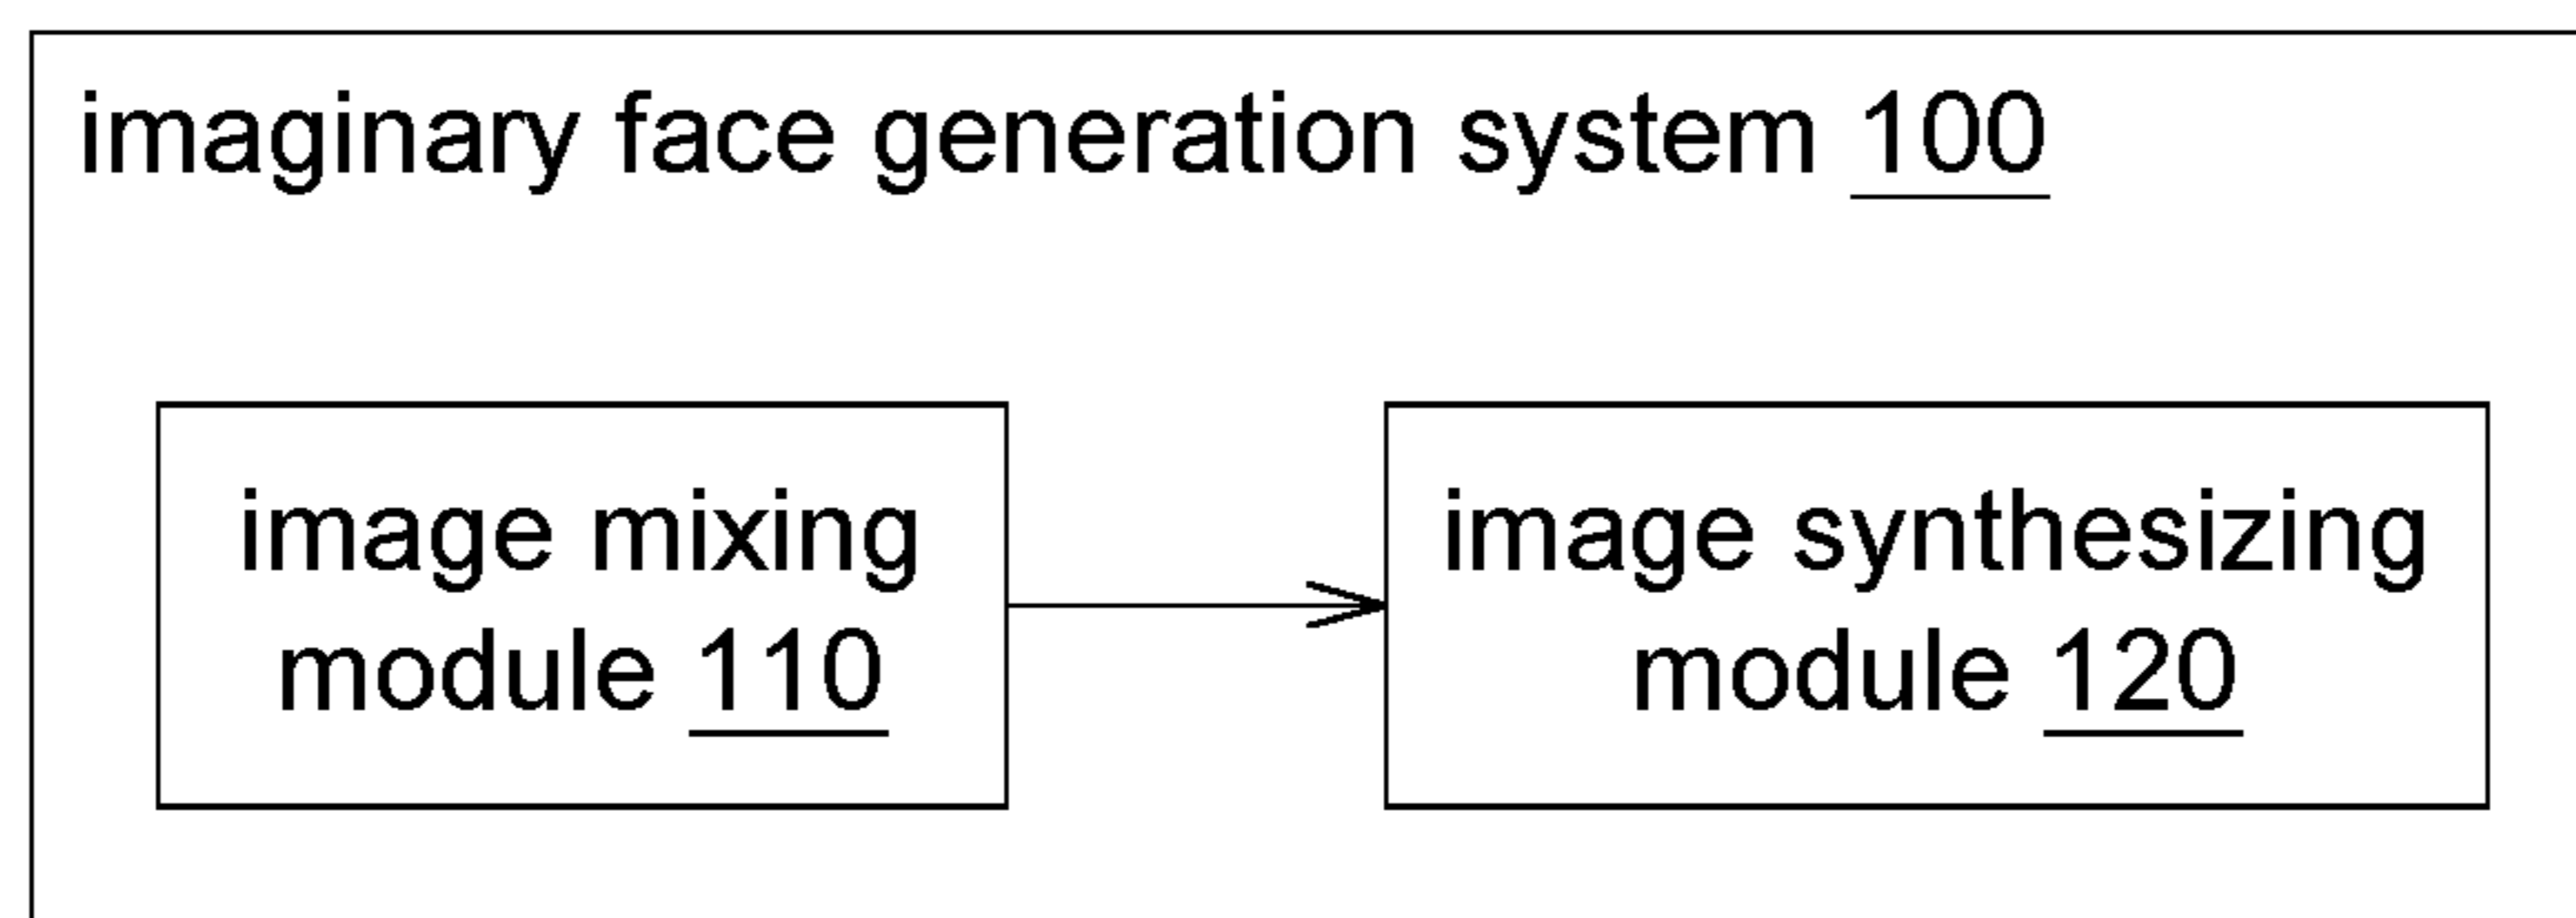 imaginary face generation system 100
image mixing
module 110
image synthesizing
module 120